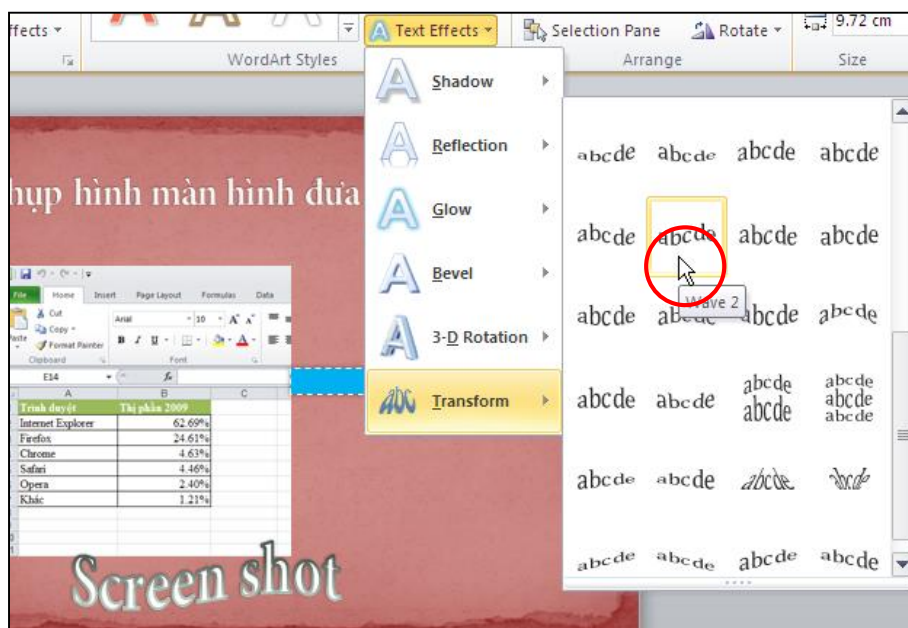 ffects
Text Effects
Selection Pane
Rotate
9.72 cm
WordArt Styles
Arrange
Size
Shadow
Reflection
Glow
Bevel
3-D Rotation
Transform
abcde abcde abcde abcde
abcde abcde abcde abcde
Wave 2
abcde abcde abcde
abcde abcde abcde abcde
abcde abcde
abcde
abcde abcde abcde abcde
abcde abcde abcde abcde
hụp hình màn hình đưa
File Home Insert Page Layout Formulas Data
Cut
Copy
Format Painter
Clipboard
Arial 10 A A
B I U A
Font
E14 fx
A B C
Trình duyệt Thị phần 2009
Internet Explorer 62.69%
Firefox 24.61%
Chrome 4.63%
Safari 4.46%
Opera 2.40%
Khác 1.21%
Screen shot